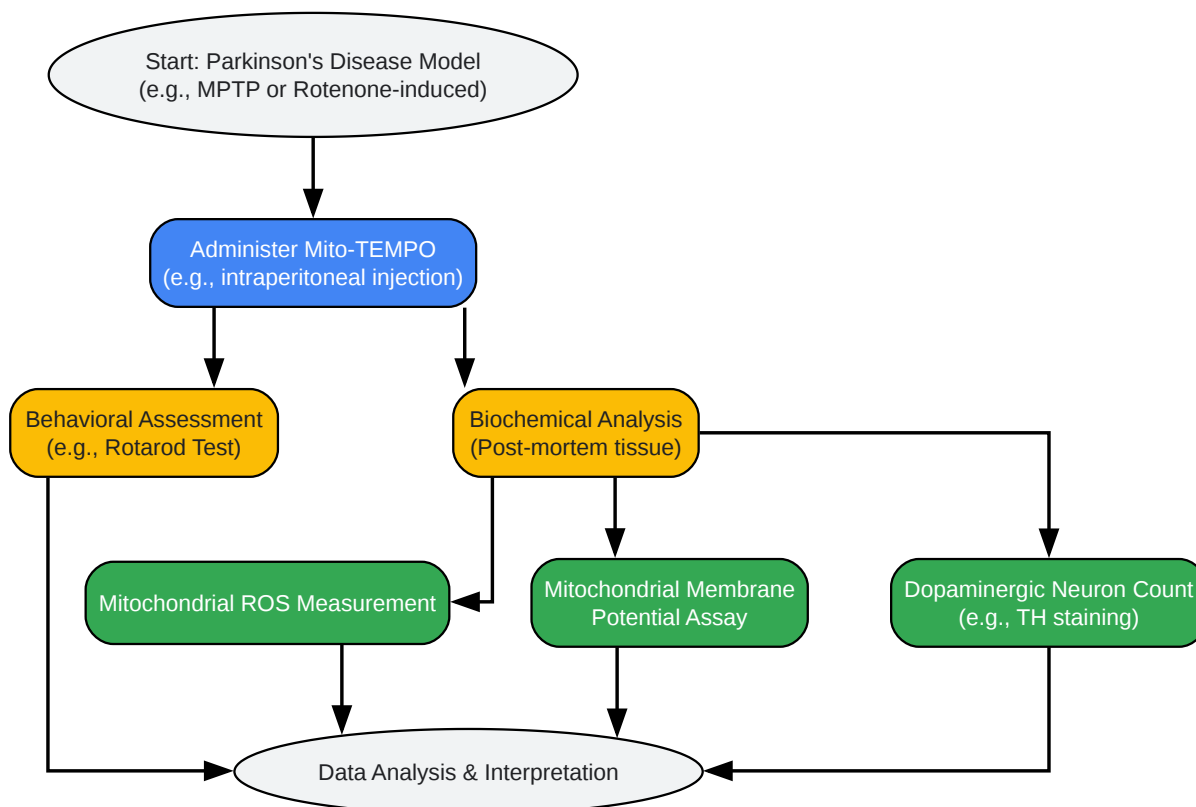 Start: Parkinson's Disease Model
(e.g., MPTP or Rotenone-induced)
Administer Mito-TEMPO
(e.g., intraperitoneal injection)
Behavioral Assessment
(e.g., Rotarod Test)
Biochemical Analysis
(Post-mortem tissue)
Mitochondrial ROS Measurement
Mitochondrial Membrane
Potential Assay
Dopaminergic Neuron Count
(e.g., TH staining)
Data Analysis & Interpretation